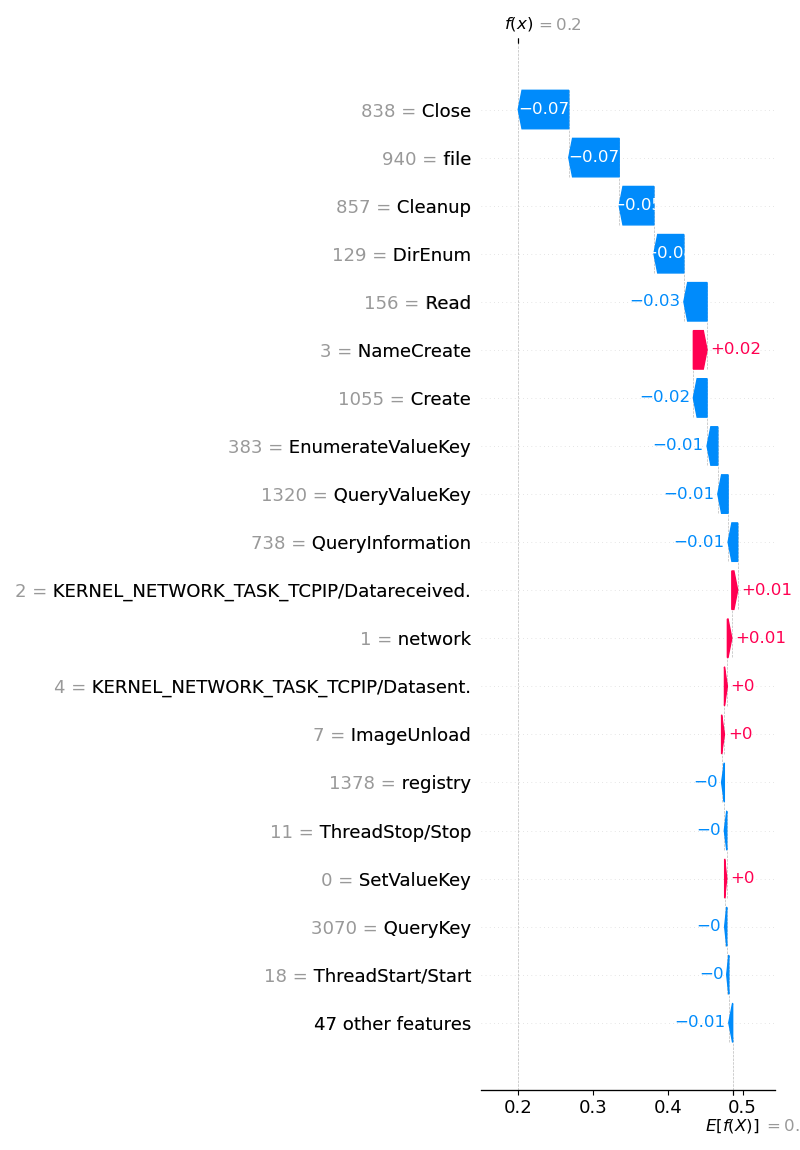 f(x) = 0.2
838 = Close −0.07
940 = file −0.07
857 = Cleanup
129 = DirEnum
156 = Read −0.03
3 = NameCreate +0.02
1055 = Create −0.02
383 = EnumerateValueKey −0.01
1320 = QueryValueKey −0.01
738 = QueryInformation −0.01
2 = KERNEL_NETWORK_TASK_TCPIP/Datareceived. +0.01
1 = network +0.01
4 = KERNEL_NETWORK_TASK_TCPIP/Datasent. +0
7 = ImageUnload +0
1378 = registry −0
11 = ThreadStop/Stop −0
0 = SetValueKey +0
3070 = QueryKey −0
18 = ThreadStart/Start −0
47 other features −0.01
0.2 0.3 0.4 0.5
E[f(X)] = 0.